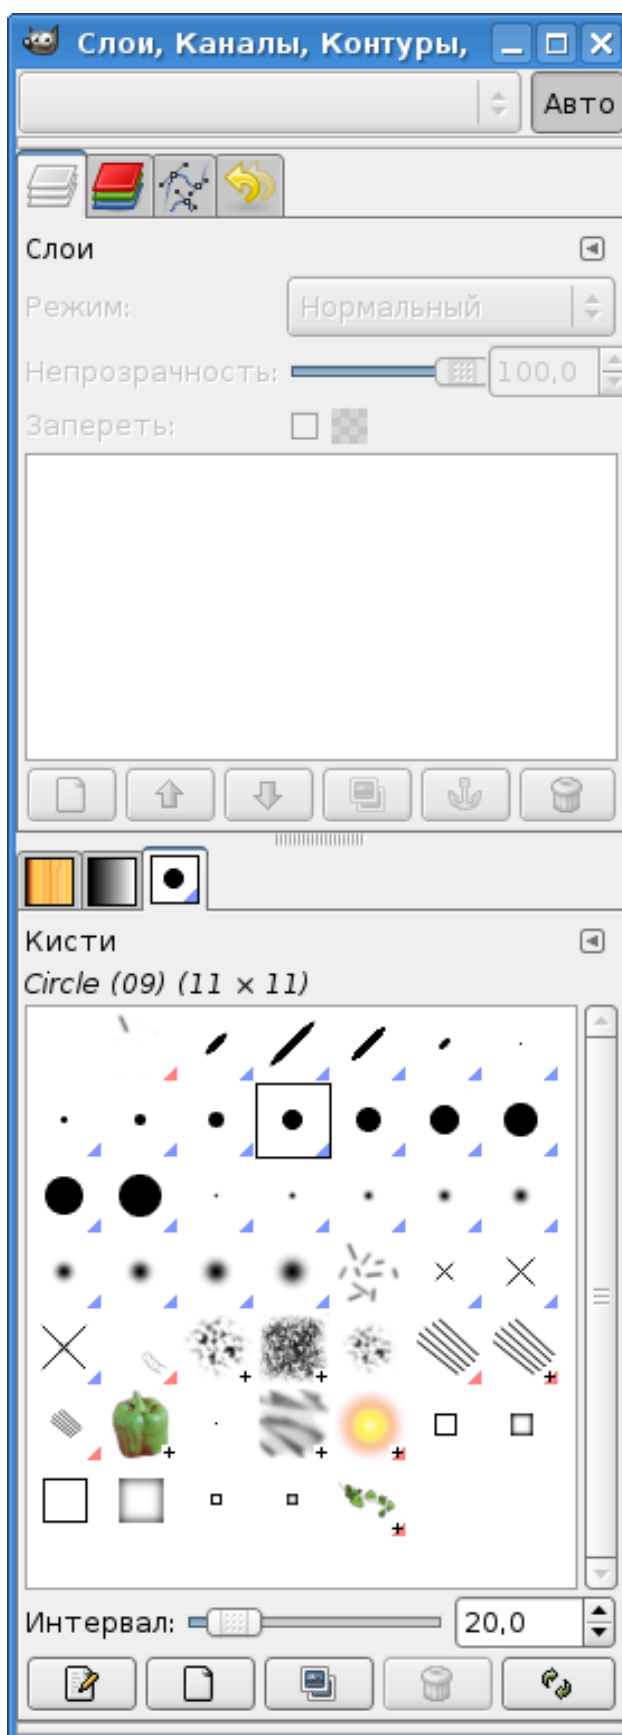 Слои, Каналы, Контуры,
Авто
Слои
Режим: Нормальный
Непрозрачность: 100,0
Запереть:
Кисти
Circle (09) (11 × 11)
Интервал: 20,0